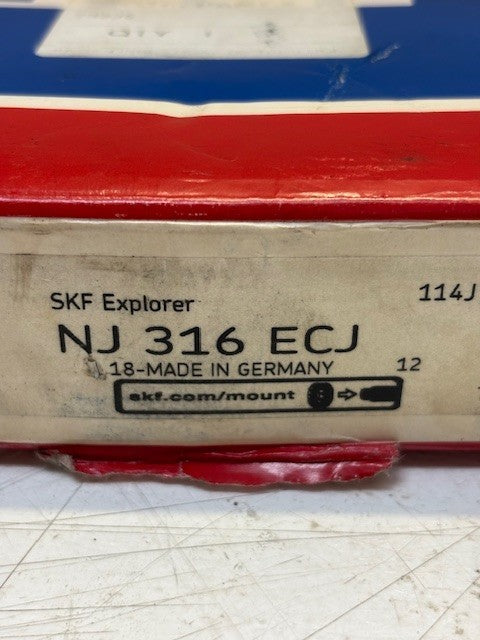 SKF Explorer
114J
NJ 316 ECJ
18-MADE IN GERMANY
12
skf.com/mount